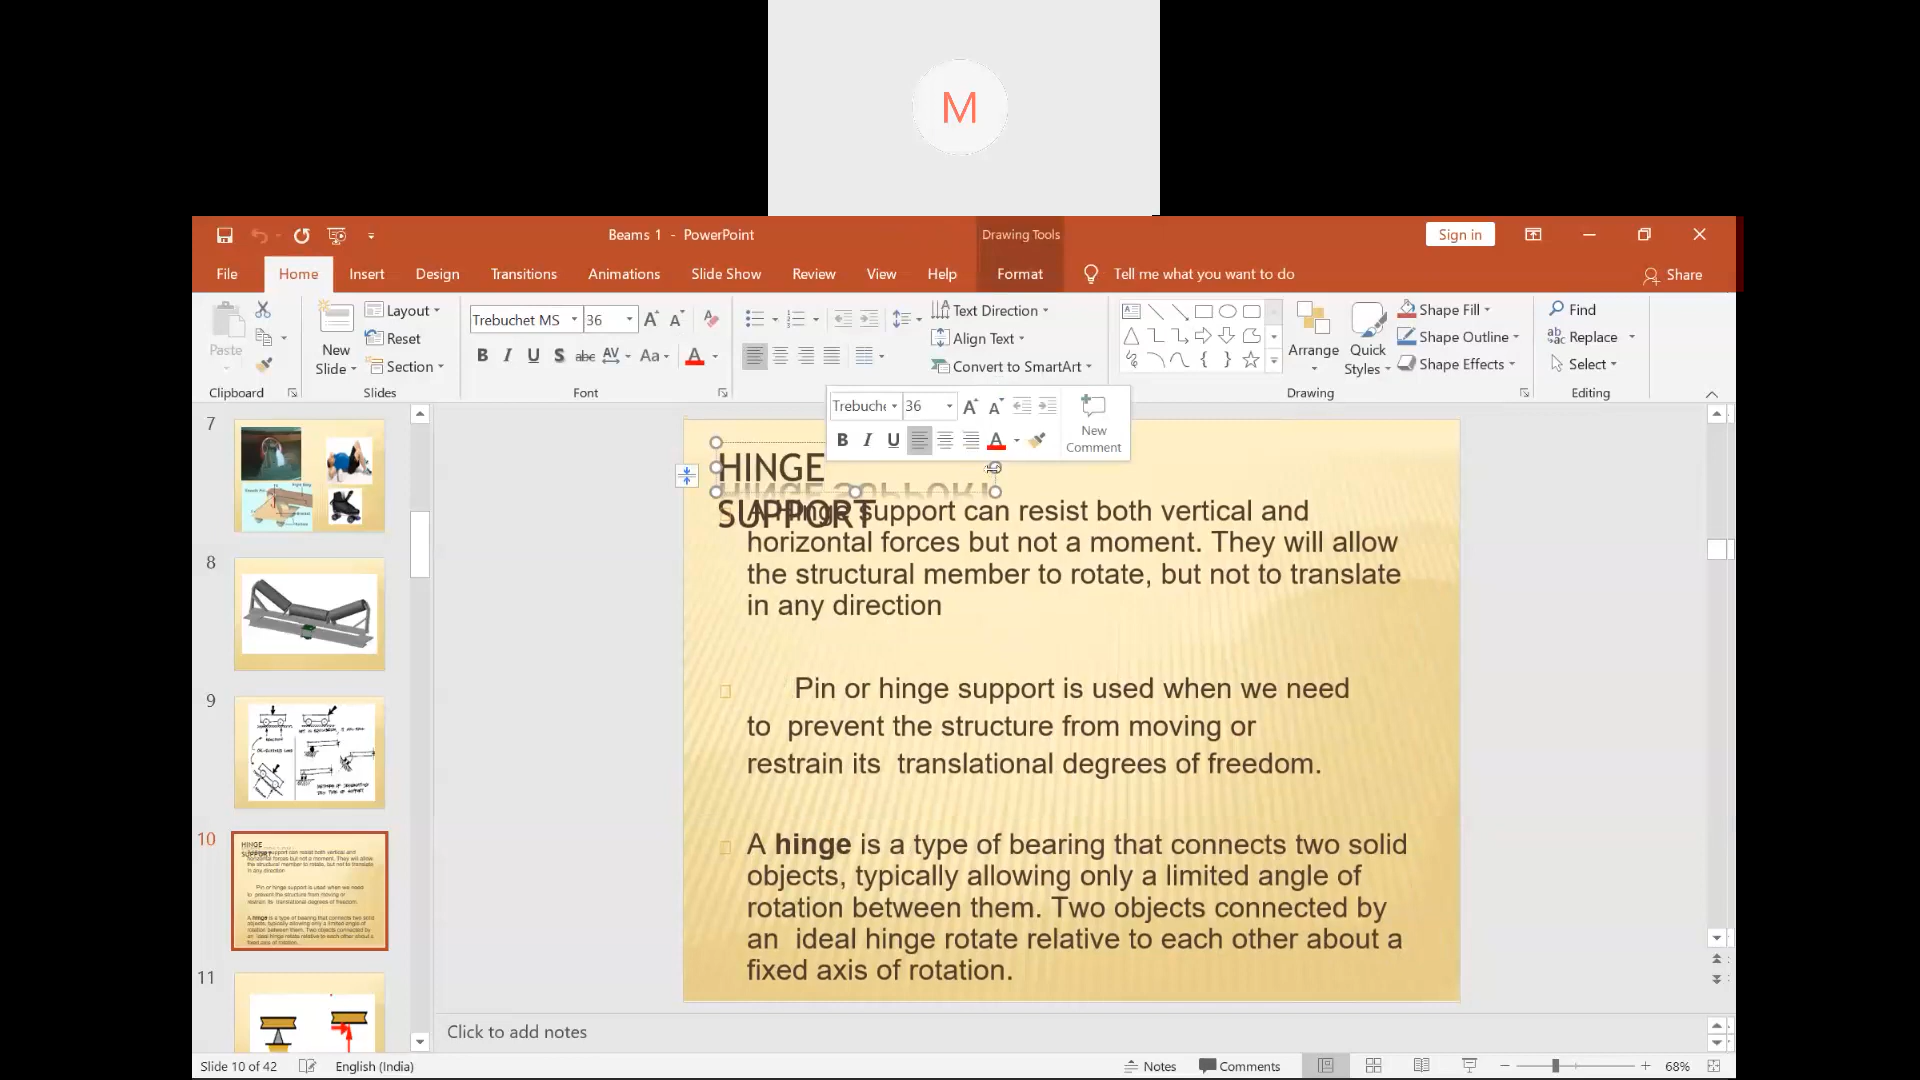 M
Beams 1 - PowerPoint
Drawing Tools
Sign in
File Home Insert Design Transitions Animations Slide Show Review View Help Format Tell me what you want to do Share
Paste
Clipboard
New
Slide
Layout
Reset
Section
Slides
Trebuchet MS 36
B I U S abc AV Aa A
Font
Text Direction
Align Text
Convert to SmartArt
Arrange
Quick
Styles
Shape Fill
Shape Outline
Shape Effects
Drawing
Find
Replace
Select
Editing
Trebuche 36
B I U A
New
Comment
7
8
9
10
11
HINGE
SUPPORT
A Hinge support can resist both vertical and
horizontal forces but not a moment. They will allow
the structural member to rotate, but not to translate
in any direction
Pin or hinge support is used when we need
to prevent the structure from moving or
restrain its translational degrees of freedom.
A hinge is a type of bearing that connects two solid
objects, typically allowing only a limited angle of
rotation between them. Two objects connected by
an ideal hinge rotate relative to each other about a
fixed axis of rotation.
Click to add notes
Slide 10 of 42 English (India) Notes Comments 68%